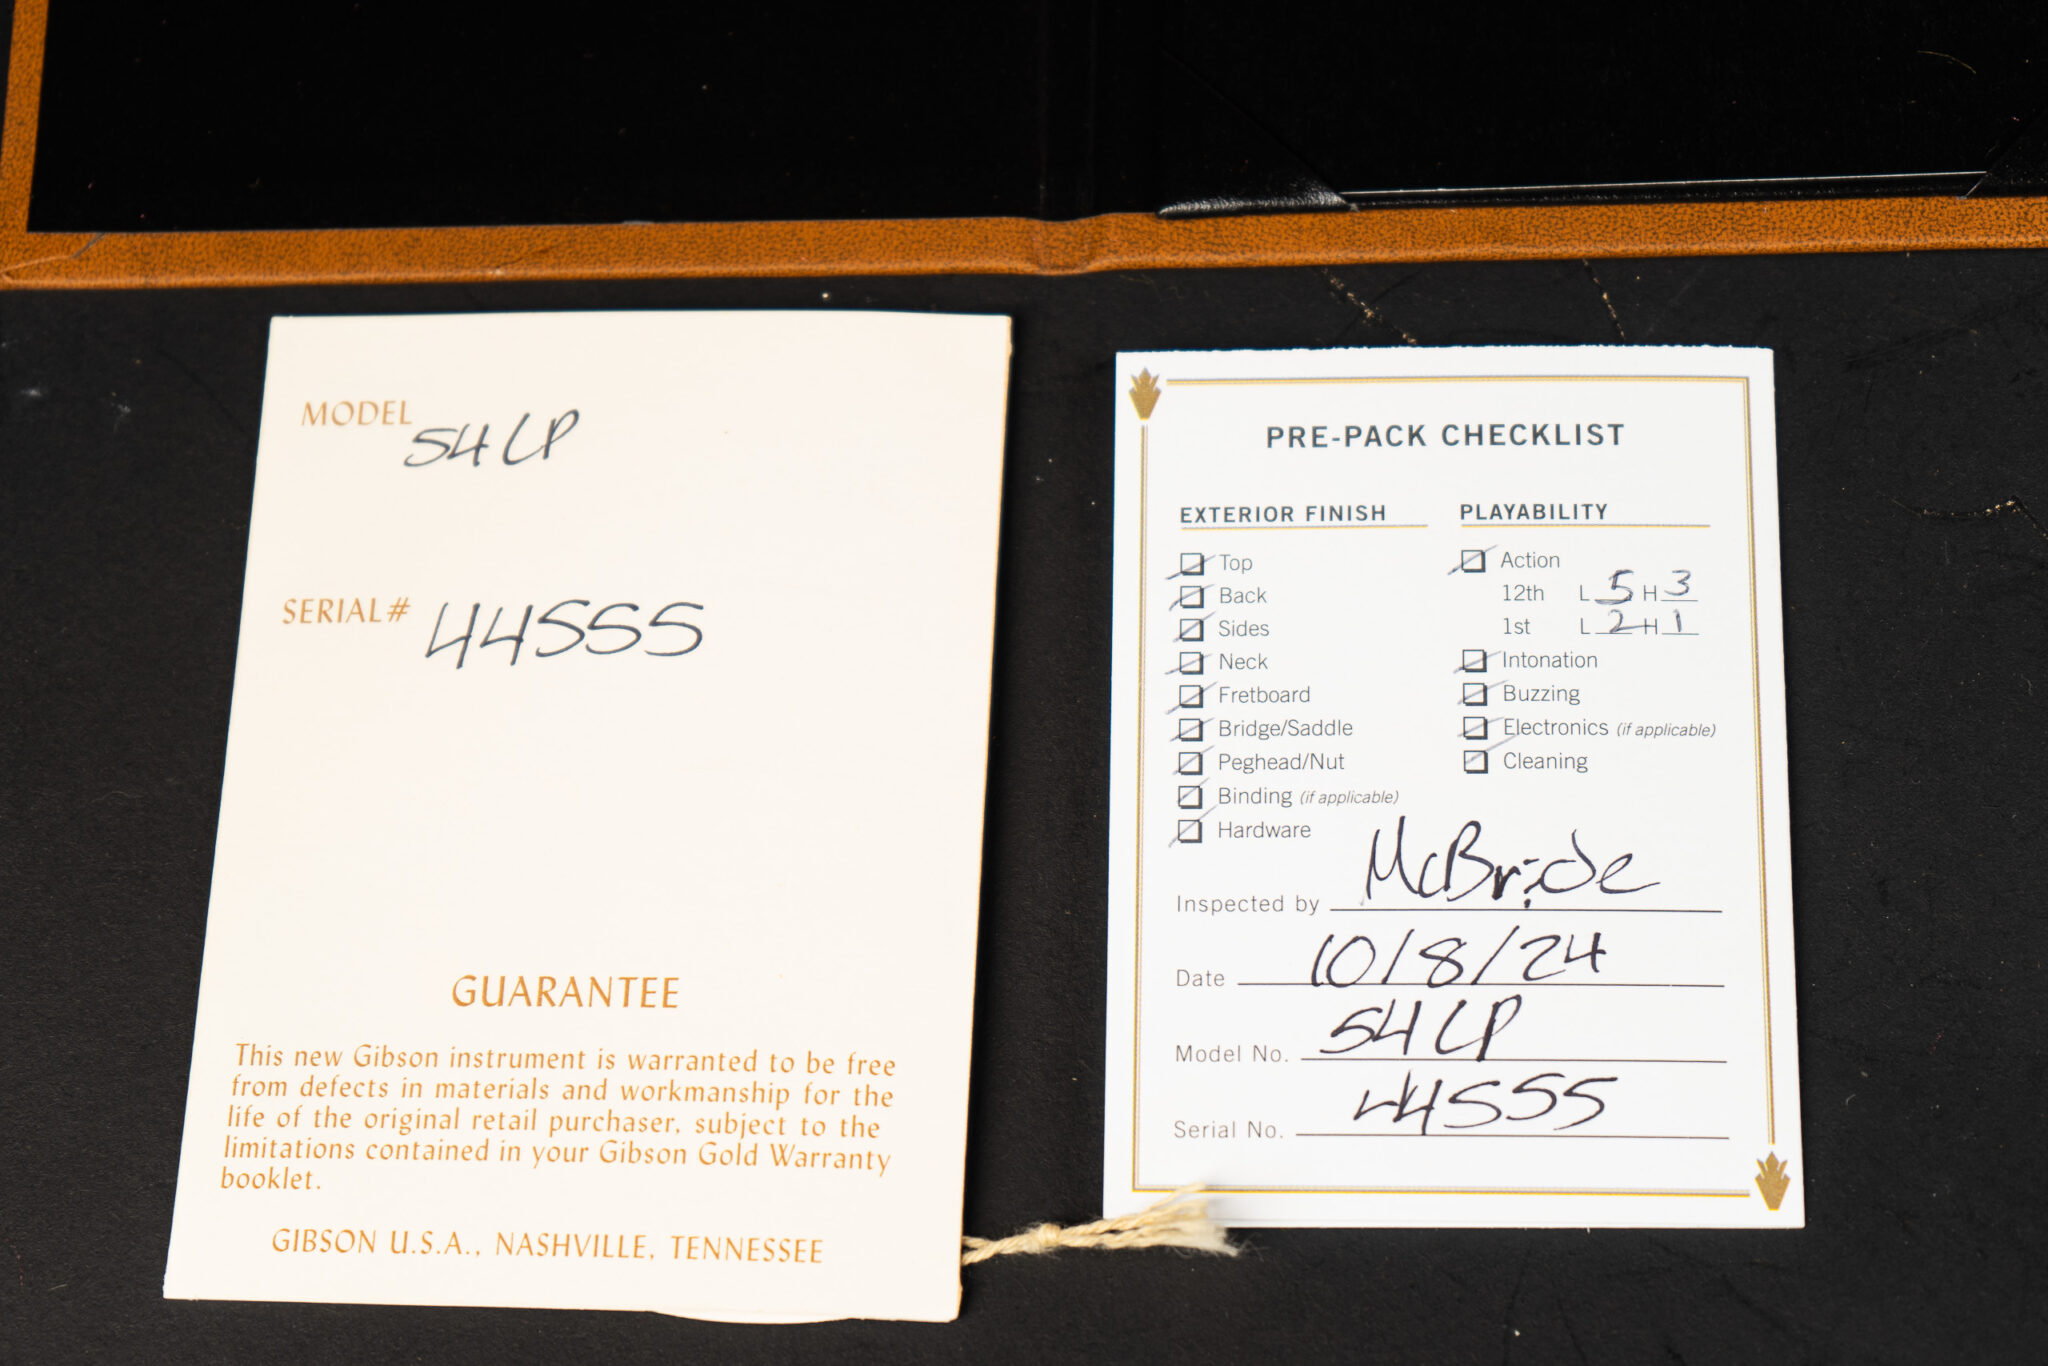 MODEL 54 LP
SERIAL# 44555
GUARANTEE
This new Gibson instrument is warranted to be free
from defects in materials and workmanship for the
life of the original retail purchaser, subject to the
limitations contained in your Gibson Gold Warranty
booklet.
GIBSON U.S.A., NASHVILLE, TENNESSEE
PRE-PACK CHECKLIST
EXTERIOR FINISH
Top
Back
Sides
Neck
Fretboard
Bridge/Saddle
Peghead/Nut
Binding (if applicable)
Hardware
PLAYABILITY
Action
12th L 5 H 3
1st L 2 H 1
Intonation
Buzzing
Electronics (if applicable)
Cleaning
Inspected by McBride
Date 10/8/24
Model No. 54 LP
Serial No. 44555